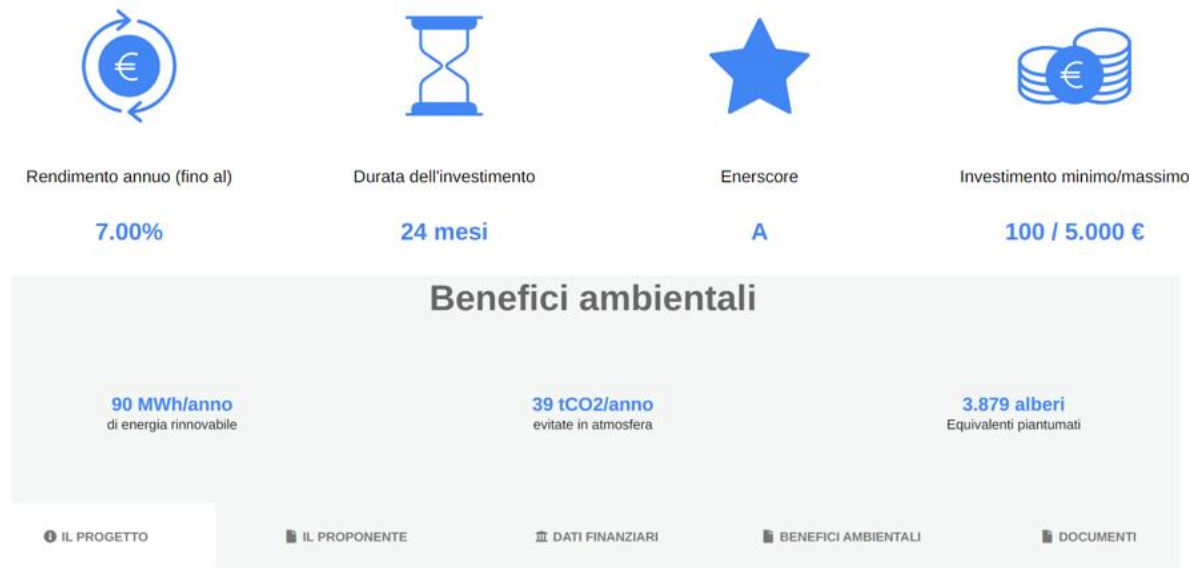 €
€
Rendimento annuo (fino al)
Durata dell'investimento
Enerscore
Investimento minimo/massimo
7.00%
24 mesi
A
100 / 5.000 €
Benefici ambientali
90 MWh/anno
39 tCO2/anno
3.879 alberi
di energia rinnovabile
evitate in atmosfera
Equivalenti piantumati
IL PROGETTO
IL PROPONENTE
DATI FINANZIARI
BENEFICI AMBIENTALI
DOCUMENTI